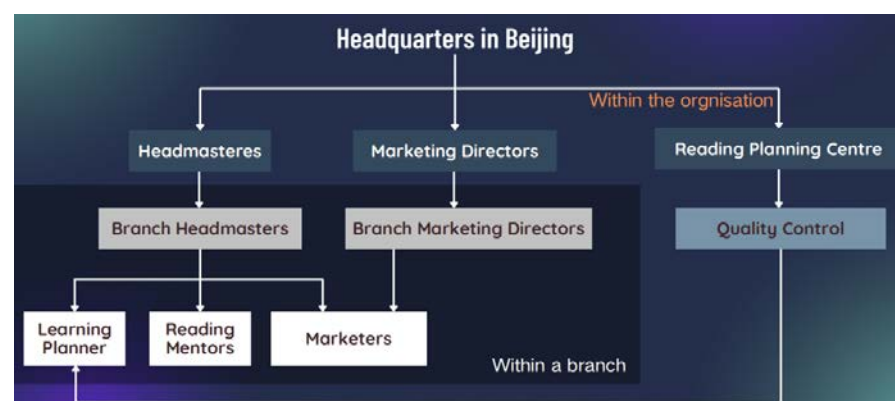 Headquarters in Beijing
Within the orgnisation
Headmasteres
Marketing Directors
Reading Planning Centre
Branch Headmasters
Branch Marketing Directors
Quality Control
Learning
Planner
Reading
Mentors
Marketers
Within a branch